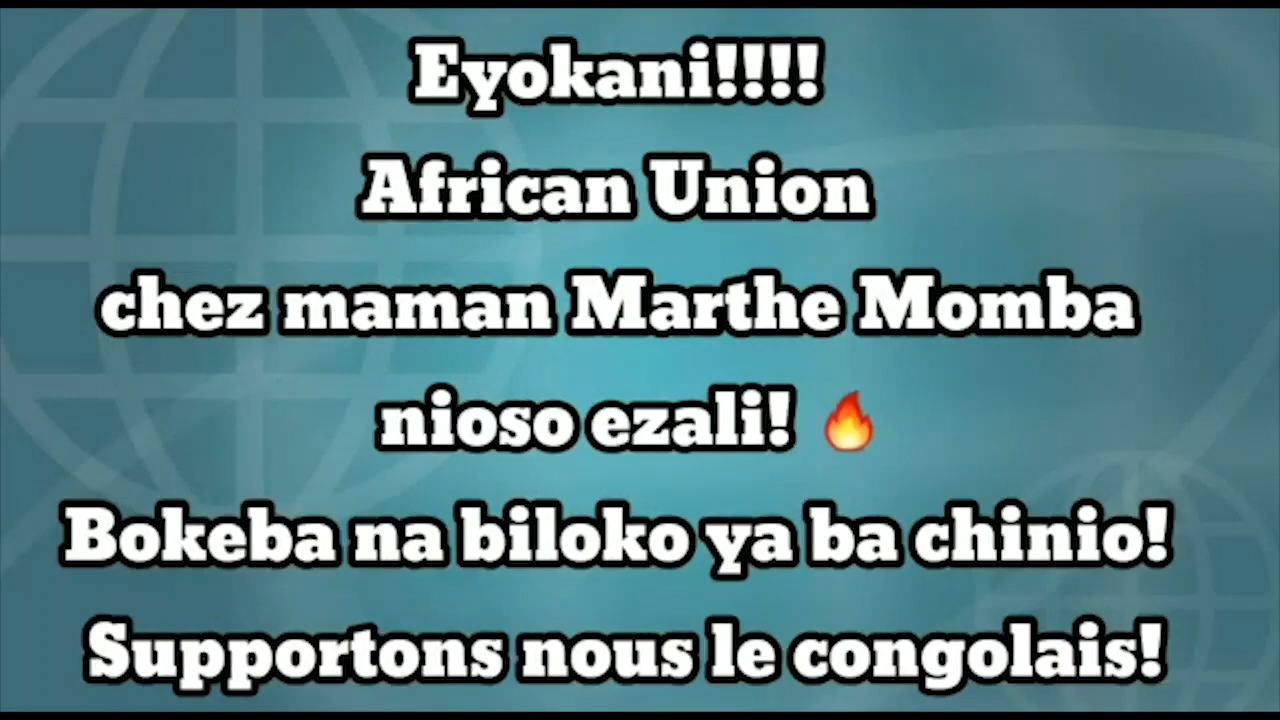 Eyokani!!!!
African Union
chez maman Marthe Momba
nioso ezali! 🔥
Bokeba na biloko ya ba chinio!
Supportons nous le congolais!